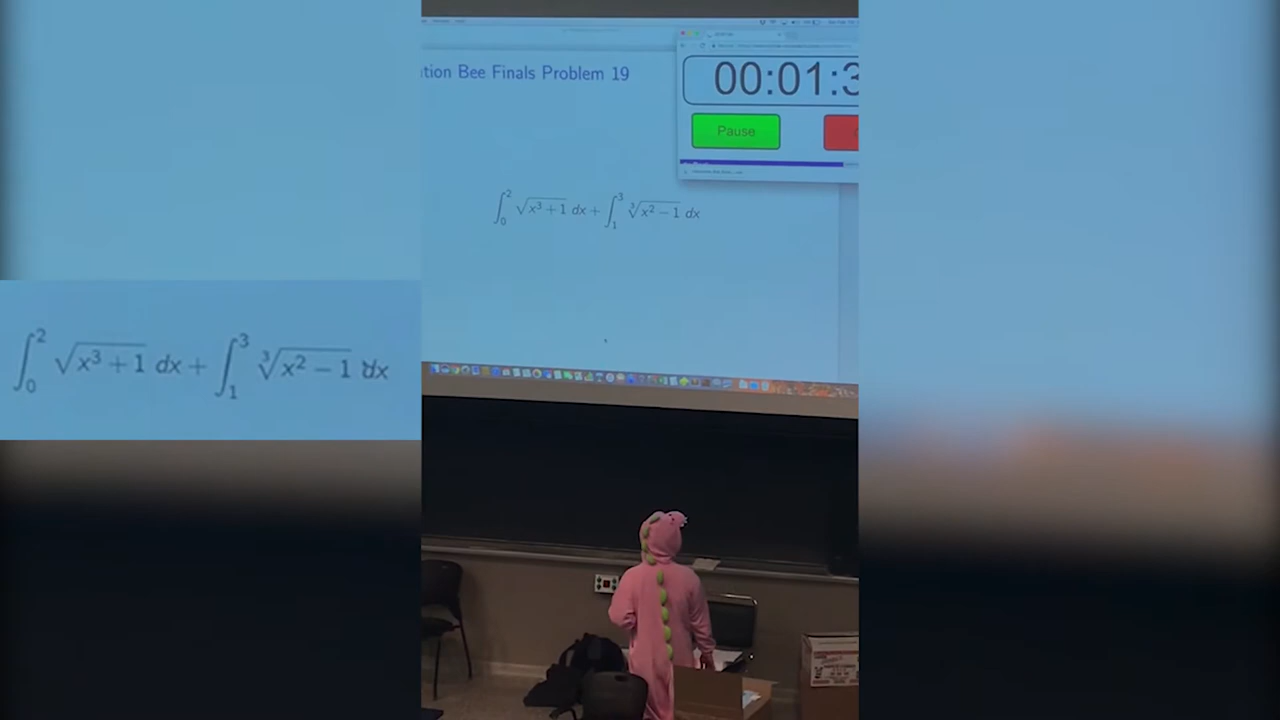 ation Bee Finals Problem 19
00:01:3
Pause
∫₀² √(x³ + 1) dx + ∫₁³ ∛(x² − 1) dx
∫₀² √(x³ + 1) dx + ∫₁³ ∛(x² − 1) dx